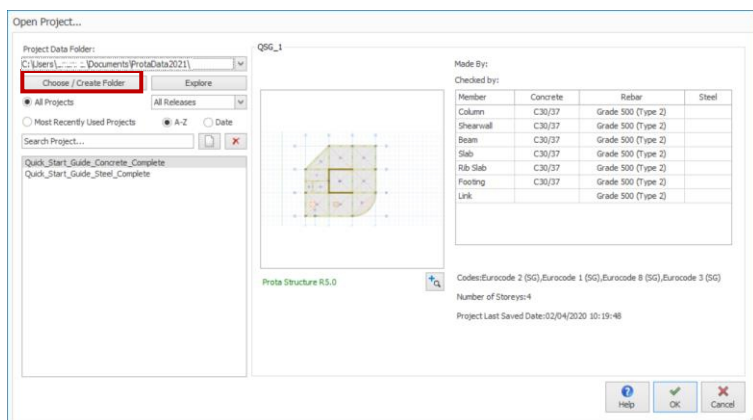 Open Project...
Project Data Folder:
C:\Users\ \Documents\ProtaData2021\
Choose / Create Folder
Explore
All Projects
All Releases
Most Recently Used Projects
A-Z
Date
Search Project...
Quick_Start_Guide_Concrete_Complete
Quick_Start_Guide_Steel_Complete
QSG_1
Prota Structure R5.0
Made By:
Checked by:
Member Concrete Rebar Steel
Column C30/37 Grade 500 (Type 2)
Shearwall C30/37 Grade 500 (Type 2)
Beam C30/37 Grade 500 (Type 2)
Slab C30/37 Grade 500 (Type 2)
Rib Slab C30/37 Grade 500 (Type 2)
Footing C30/37 Grade 500 (Type 2)
Link Grade 500 (Type 2)
Codes:Eurocode 2 (SG),Eurocode 1 (SG),Eurocode 8 (SG),Eurocode 3 (SG)
Number of Storeys:4
Project Last Saved Date:02/04/2020 10:19:48
Help
OK
Cancel